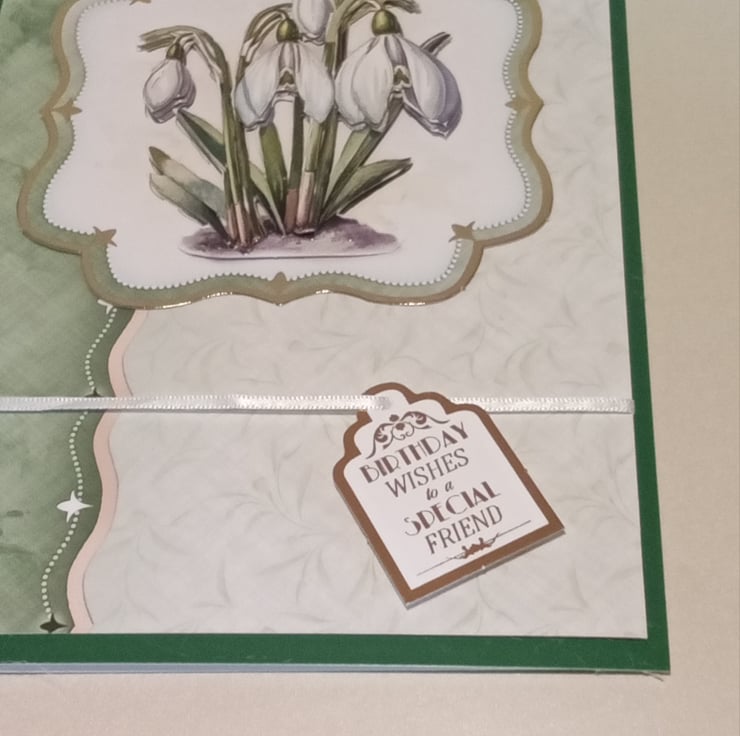 BIRTHDAY
WISHES
to a
SPECIAL
FRIEND